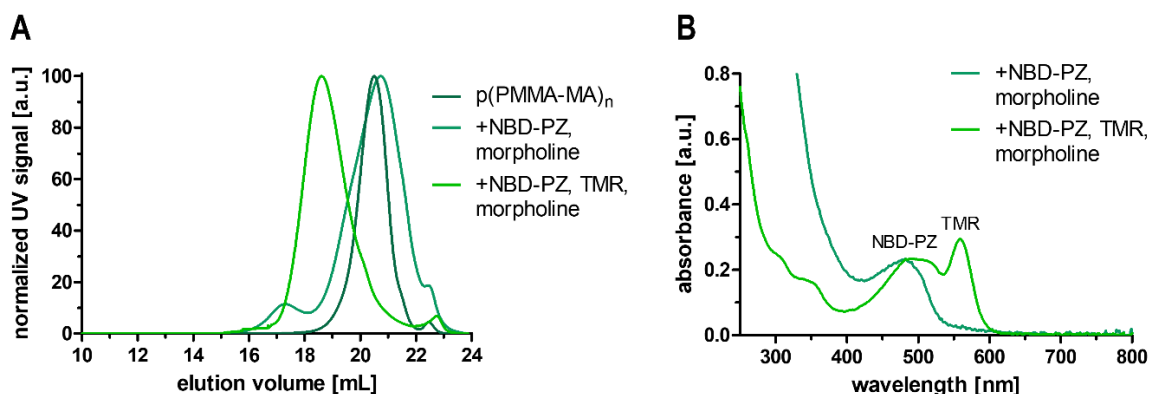 A
normalized UV signal [a.u.]
100
80
60
40
20
0
10
12
14
16
18
20
22
24
elution volume [mL]
p(PMMA-MA)n
+NBD-PZ,
morpholine
+NBD-PZ, TMR,
morpholine
B
absorbance [a.u.]
0.8
0.6
0.4
0.2
0.0
300
400
500
600
700
800
wavelength [nm]
NBD-PZ
TMR
+NBD-PZ,
morpholine
+NBD-PZ, TMR,
morpholine